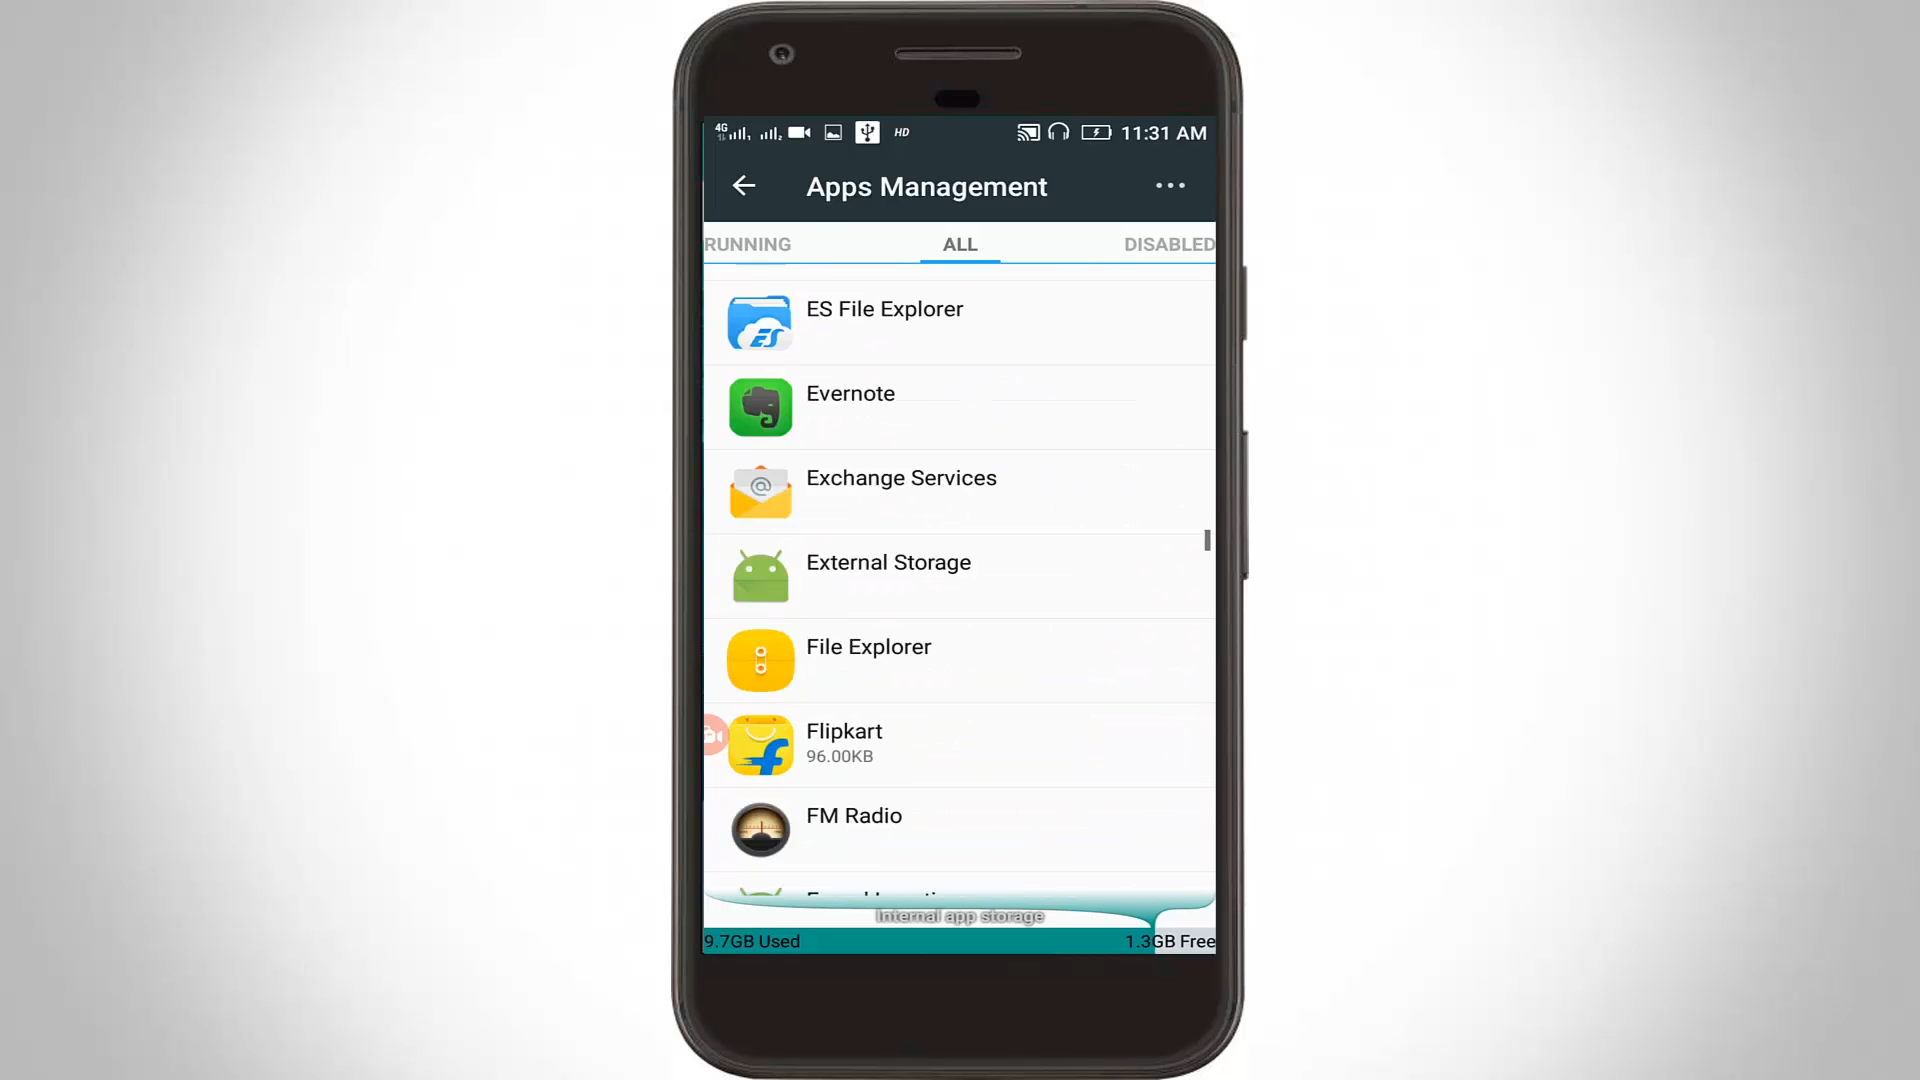 4G HD 11:31 AM
Apps Management
RUNNING ALL DISABLED
ES File Explorer
Evernote
Exchange Services
External Storage
File Explorer
Flipkart
96.00KB
FM Radio
Internal app storage
9.7GB Used 1.3GB Free